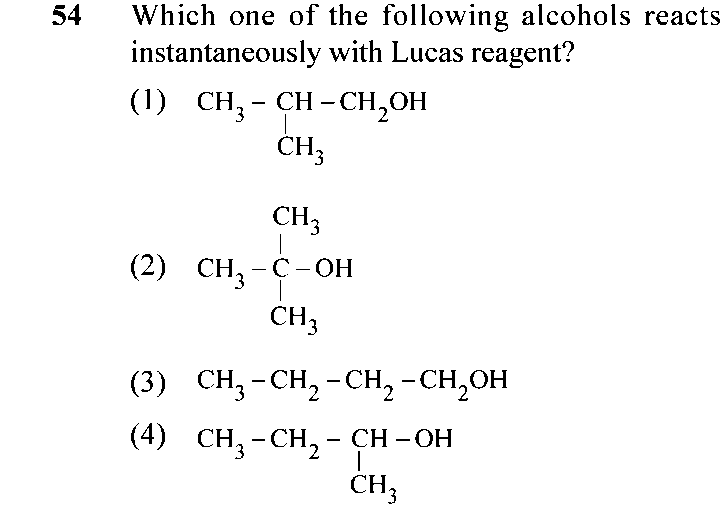 54 Which one of the following alcohols reacts
instantaneously with Lucas reagent?
(1) CH₃ – CH – CH₂OH
|
CH₃
CH₃
|
(2) CH₃ – C – OH
|
CH₃
(3) CH₃ – CH₂ – CH₂ – CH₂OH
(4) CH₃ – CH₂ – CH – OH
|
CH₃